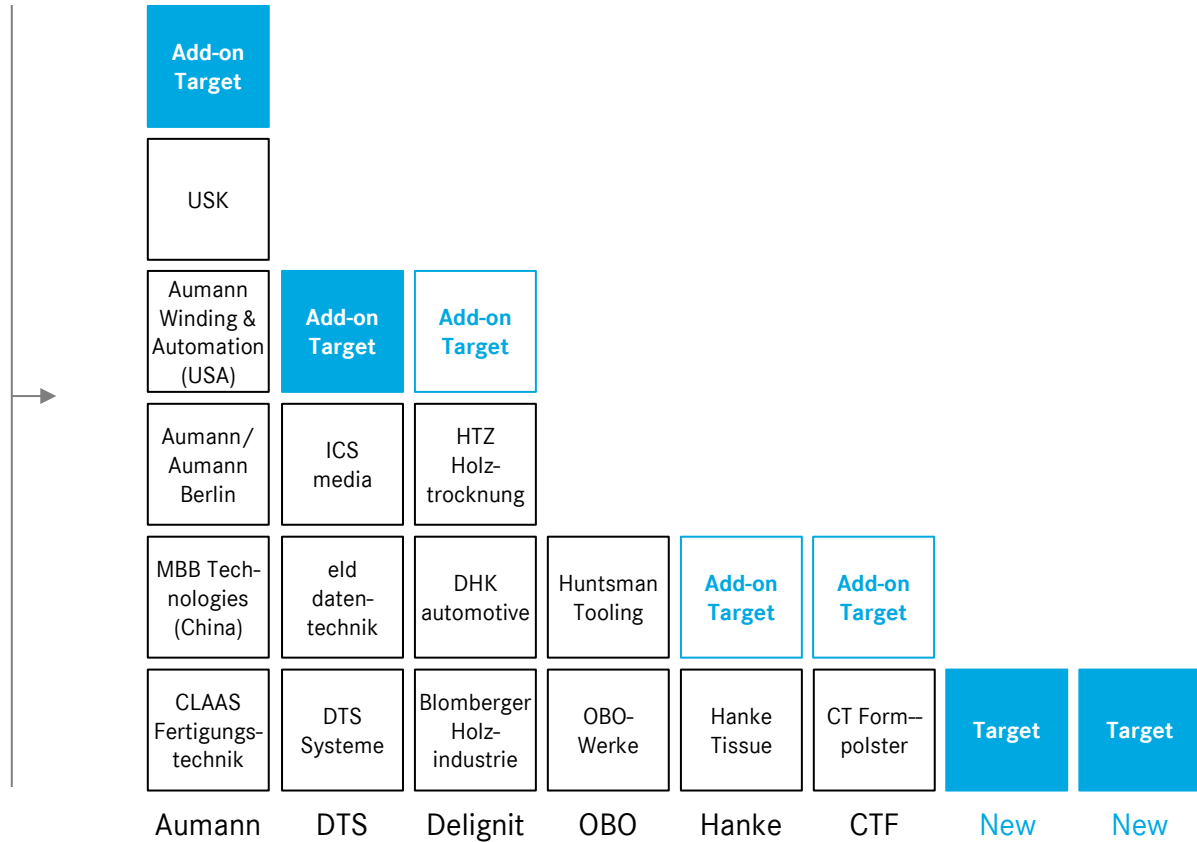 Add-on
Target
USK
Aumann
Winding &
Automation
(USA)
Add-on
Target
Add-on
Target
Aumann/
Aumann
Berlin
ICS
media
HTZ
Holz-
trocknung
MBB Tech-
nologies
(China)
eld
daten-
technik
DHK
automotive
Huntsman
Tooling
Add-on
Target
Add-on
Target
CLAAS
Fertigungs-
technik
DTS
Systeme
Blomberger
Holz-
industrie
OBO-
Werke
Hanke
Tissue
CT Form--
polster
Target
Target
Aumann
DTS
Delignit
OBO
Hanke
CTF
New
New